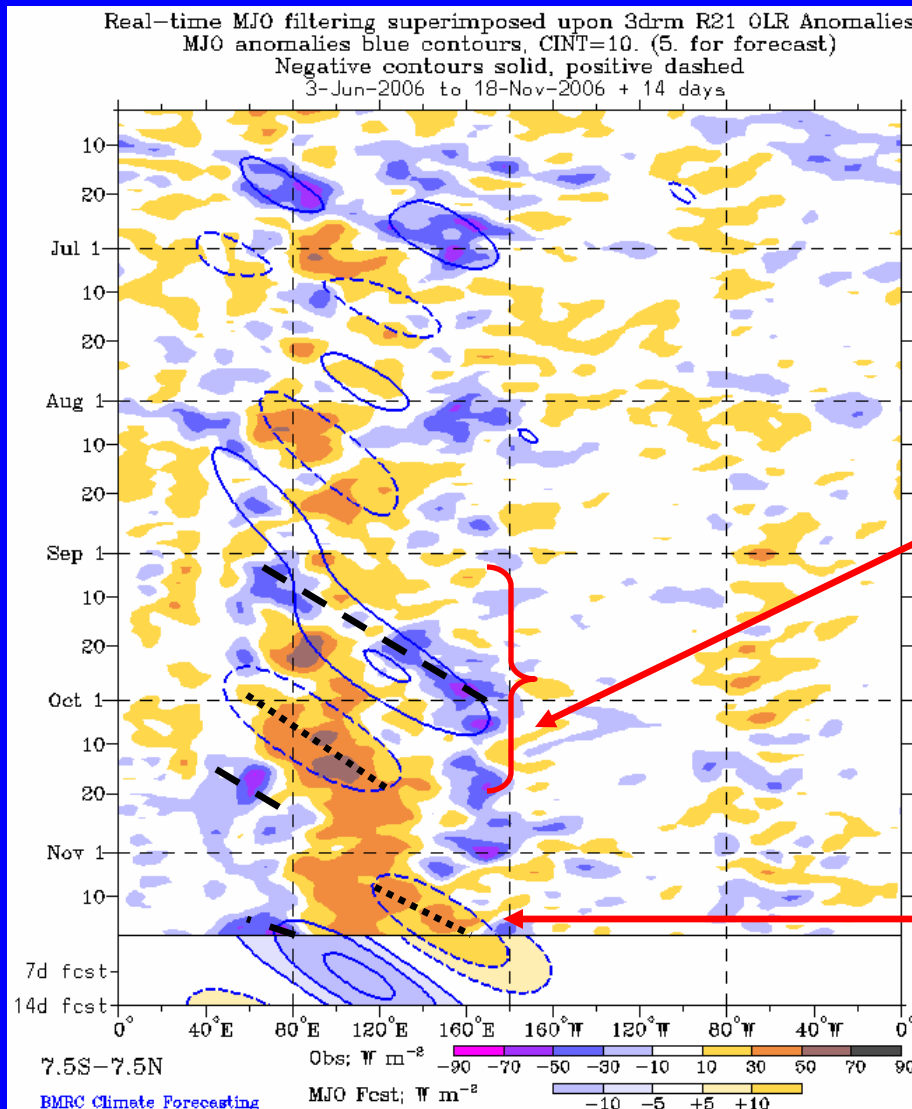 Real-time MJO filtering superimposed upon 3drm R21 OLR Anomalies
MJO anomalies blue contours, CINT=10. (5. for forecast)
Negative contours solid, positive dashed
3-Jun-2006 to 18-Nov-2006 + 14 days
10
20
Jul 1
10
20
Aug 1
10
20
Sep 1
10
20
Oct 1
10
20
Nov 1
10
7d fcst
14d fcst
0° 40°E 80°E 120°E 160°E 160°W 120°W 80°W 40°W 0°
7.5S-7.5N
Obs; W m⁻²
-90 -70 -50 -30 -10 10 30 50 70 90
BMRC Climate Forecasting
MJO Fcst; W m⁻²
-10 -5 +5 +10